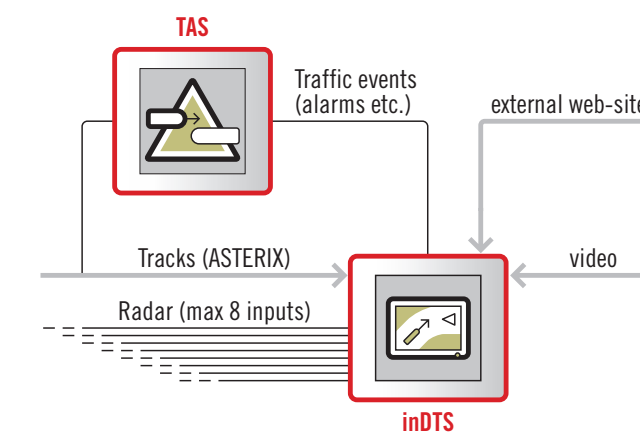 TAS
Traffic events
(alarms etc.)
external web-site
Tracks (ASTERIX)
video
Radar (max 8 inputs)
inDTS